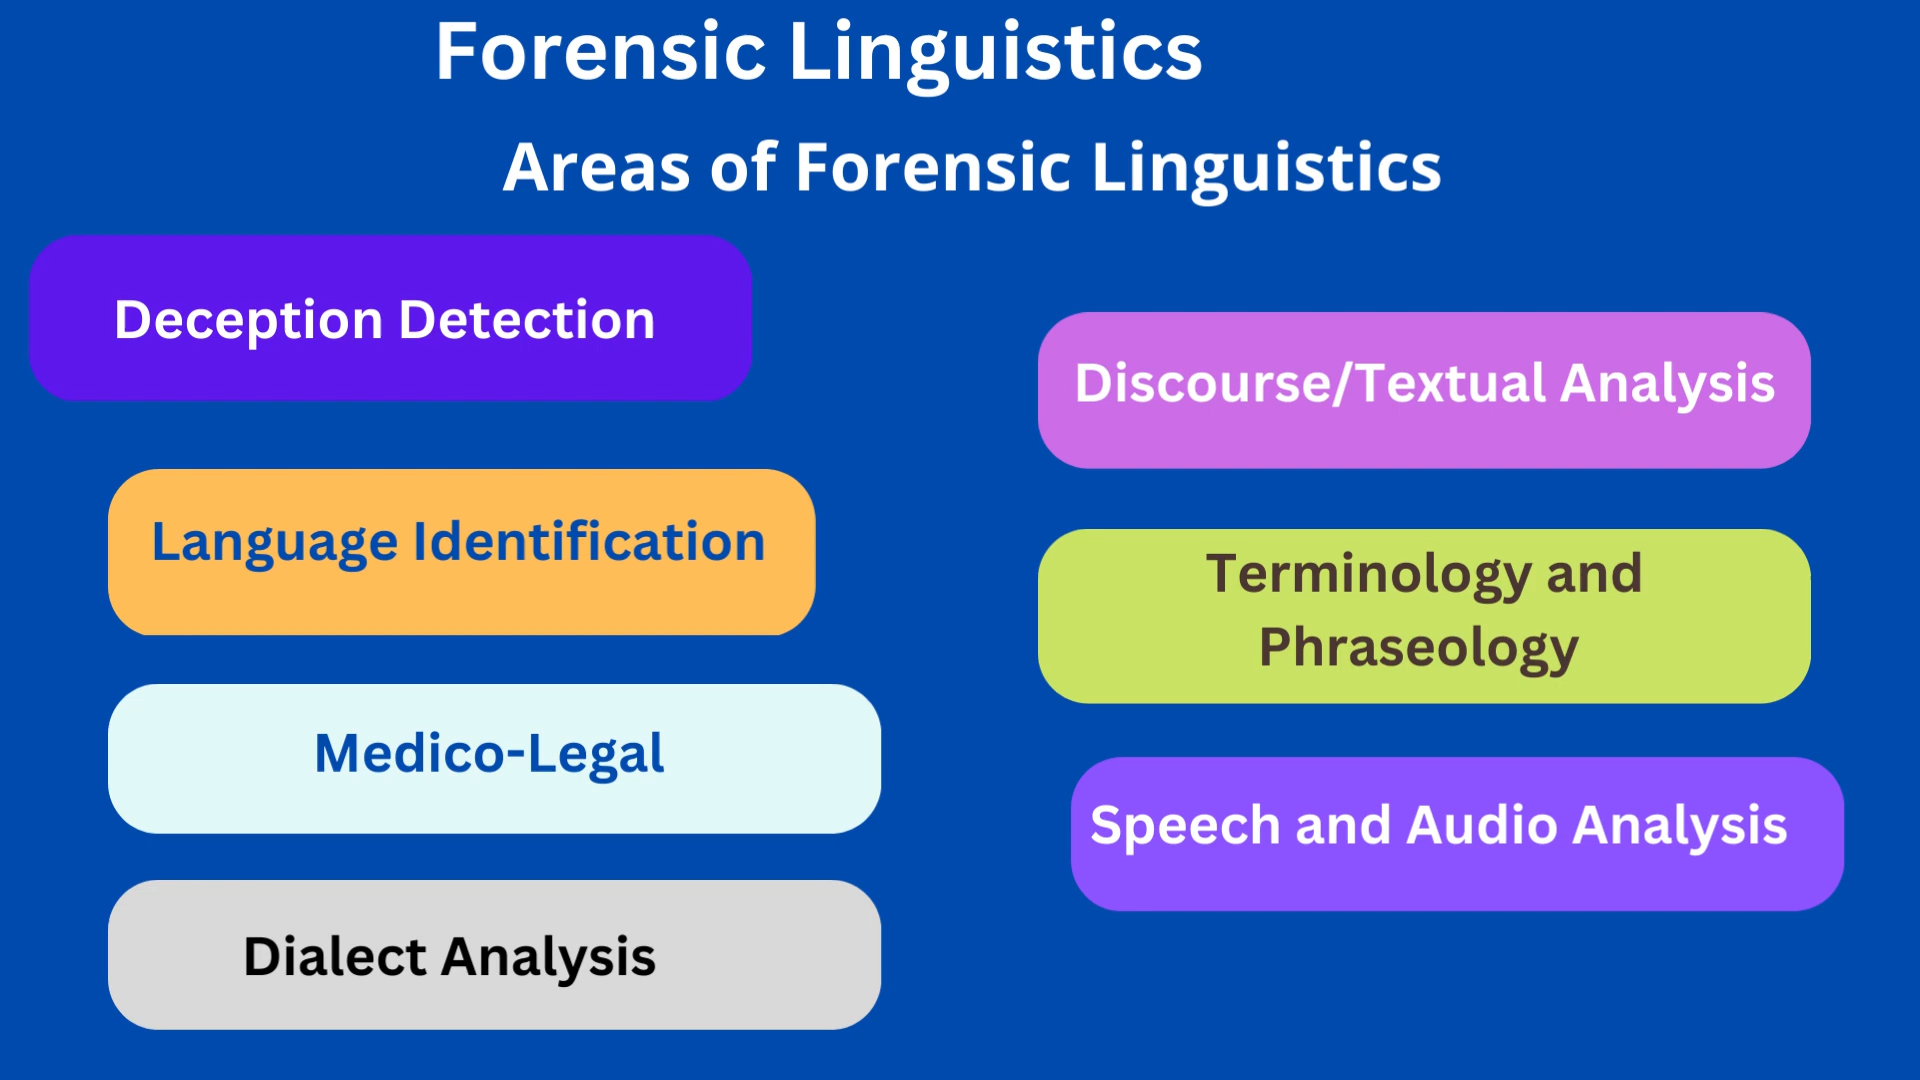 Forensic Linguistics
Areas of Forensic Linguistics
Deception Detection
Language Identification
Medico-Legal
Dialect Analysis
Discourse/Textual Analysis
Terminology and
Phraseology
Speech and Audio Analysis